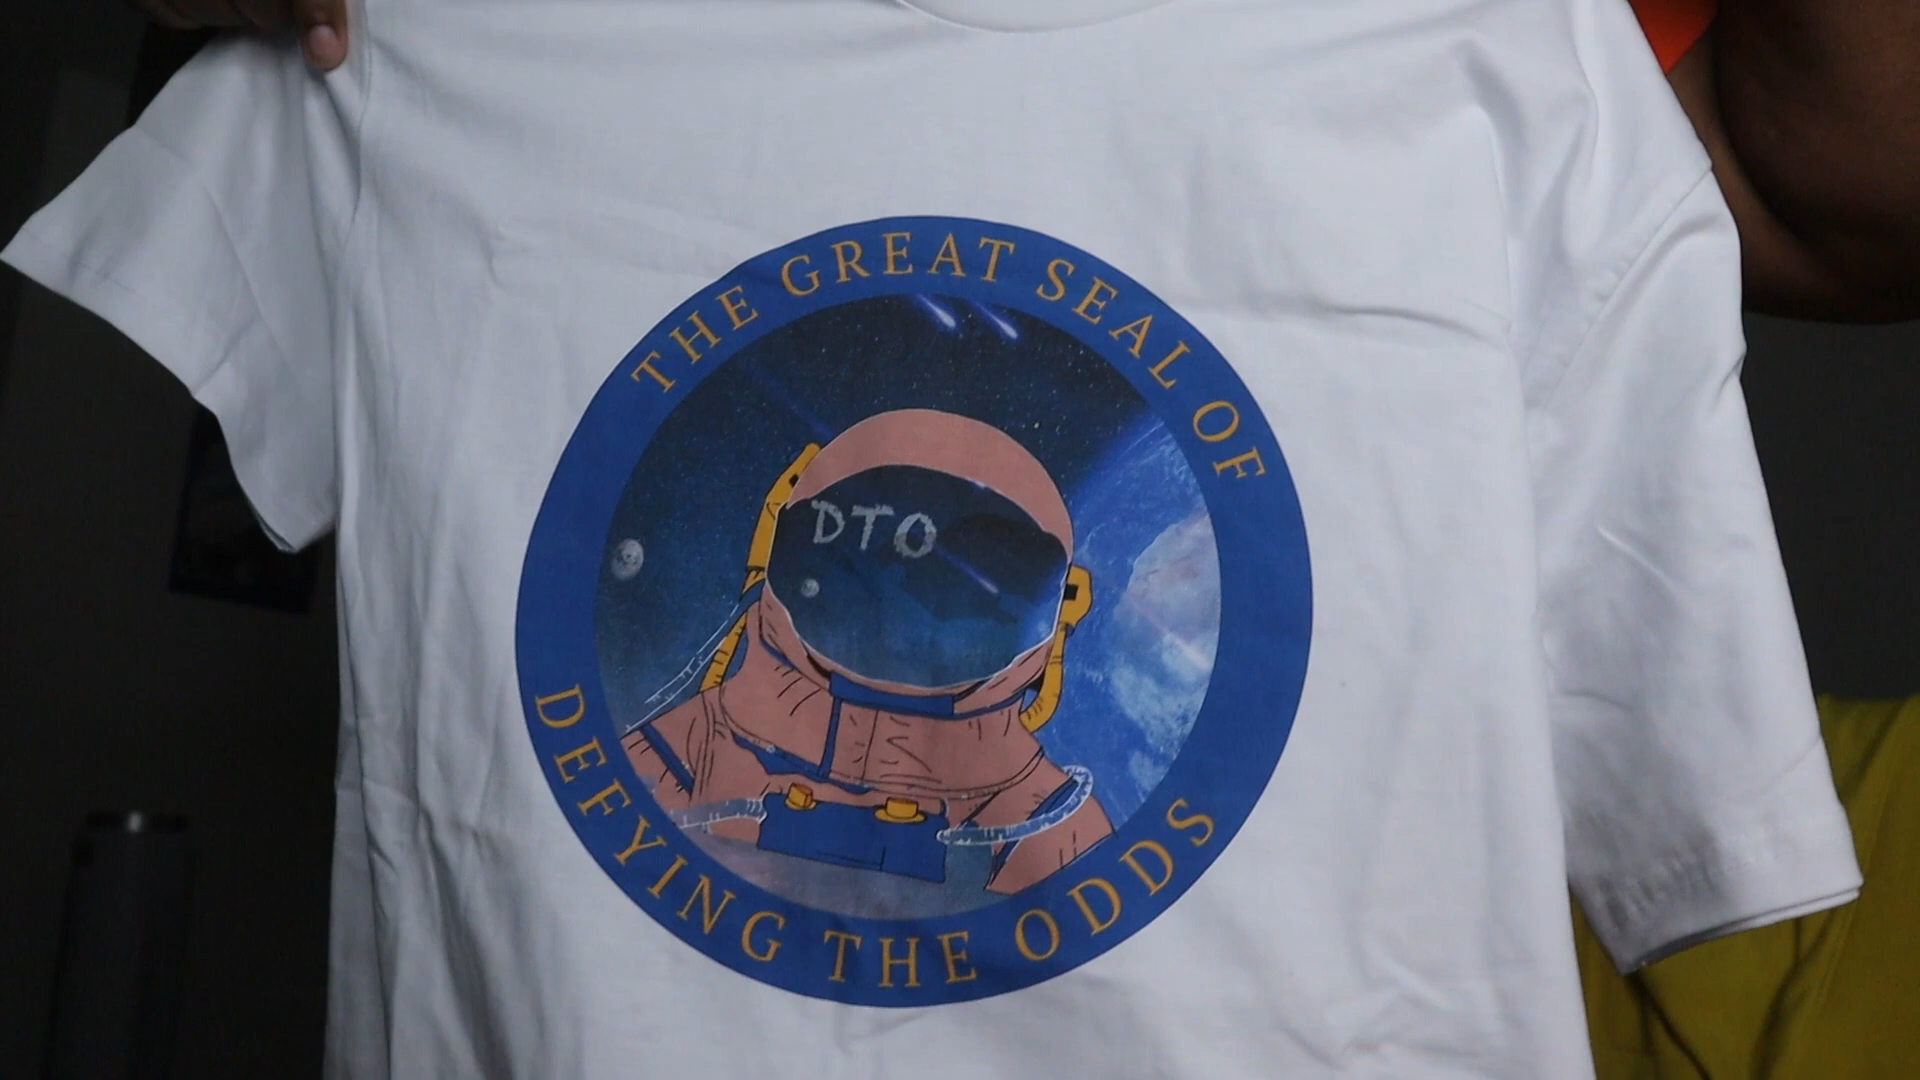 THE GREAT SEAL OF
DTO
DEFYING THE ODDS